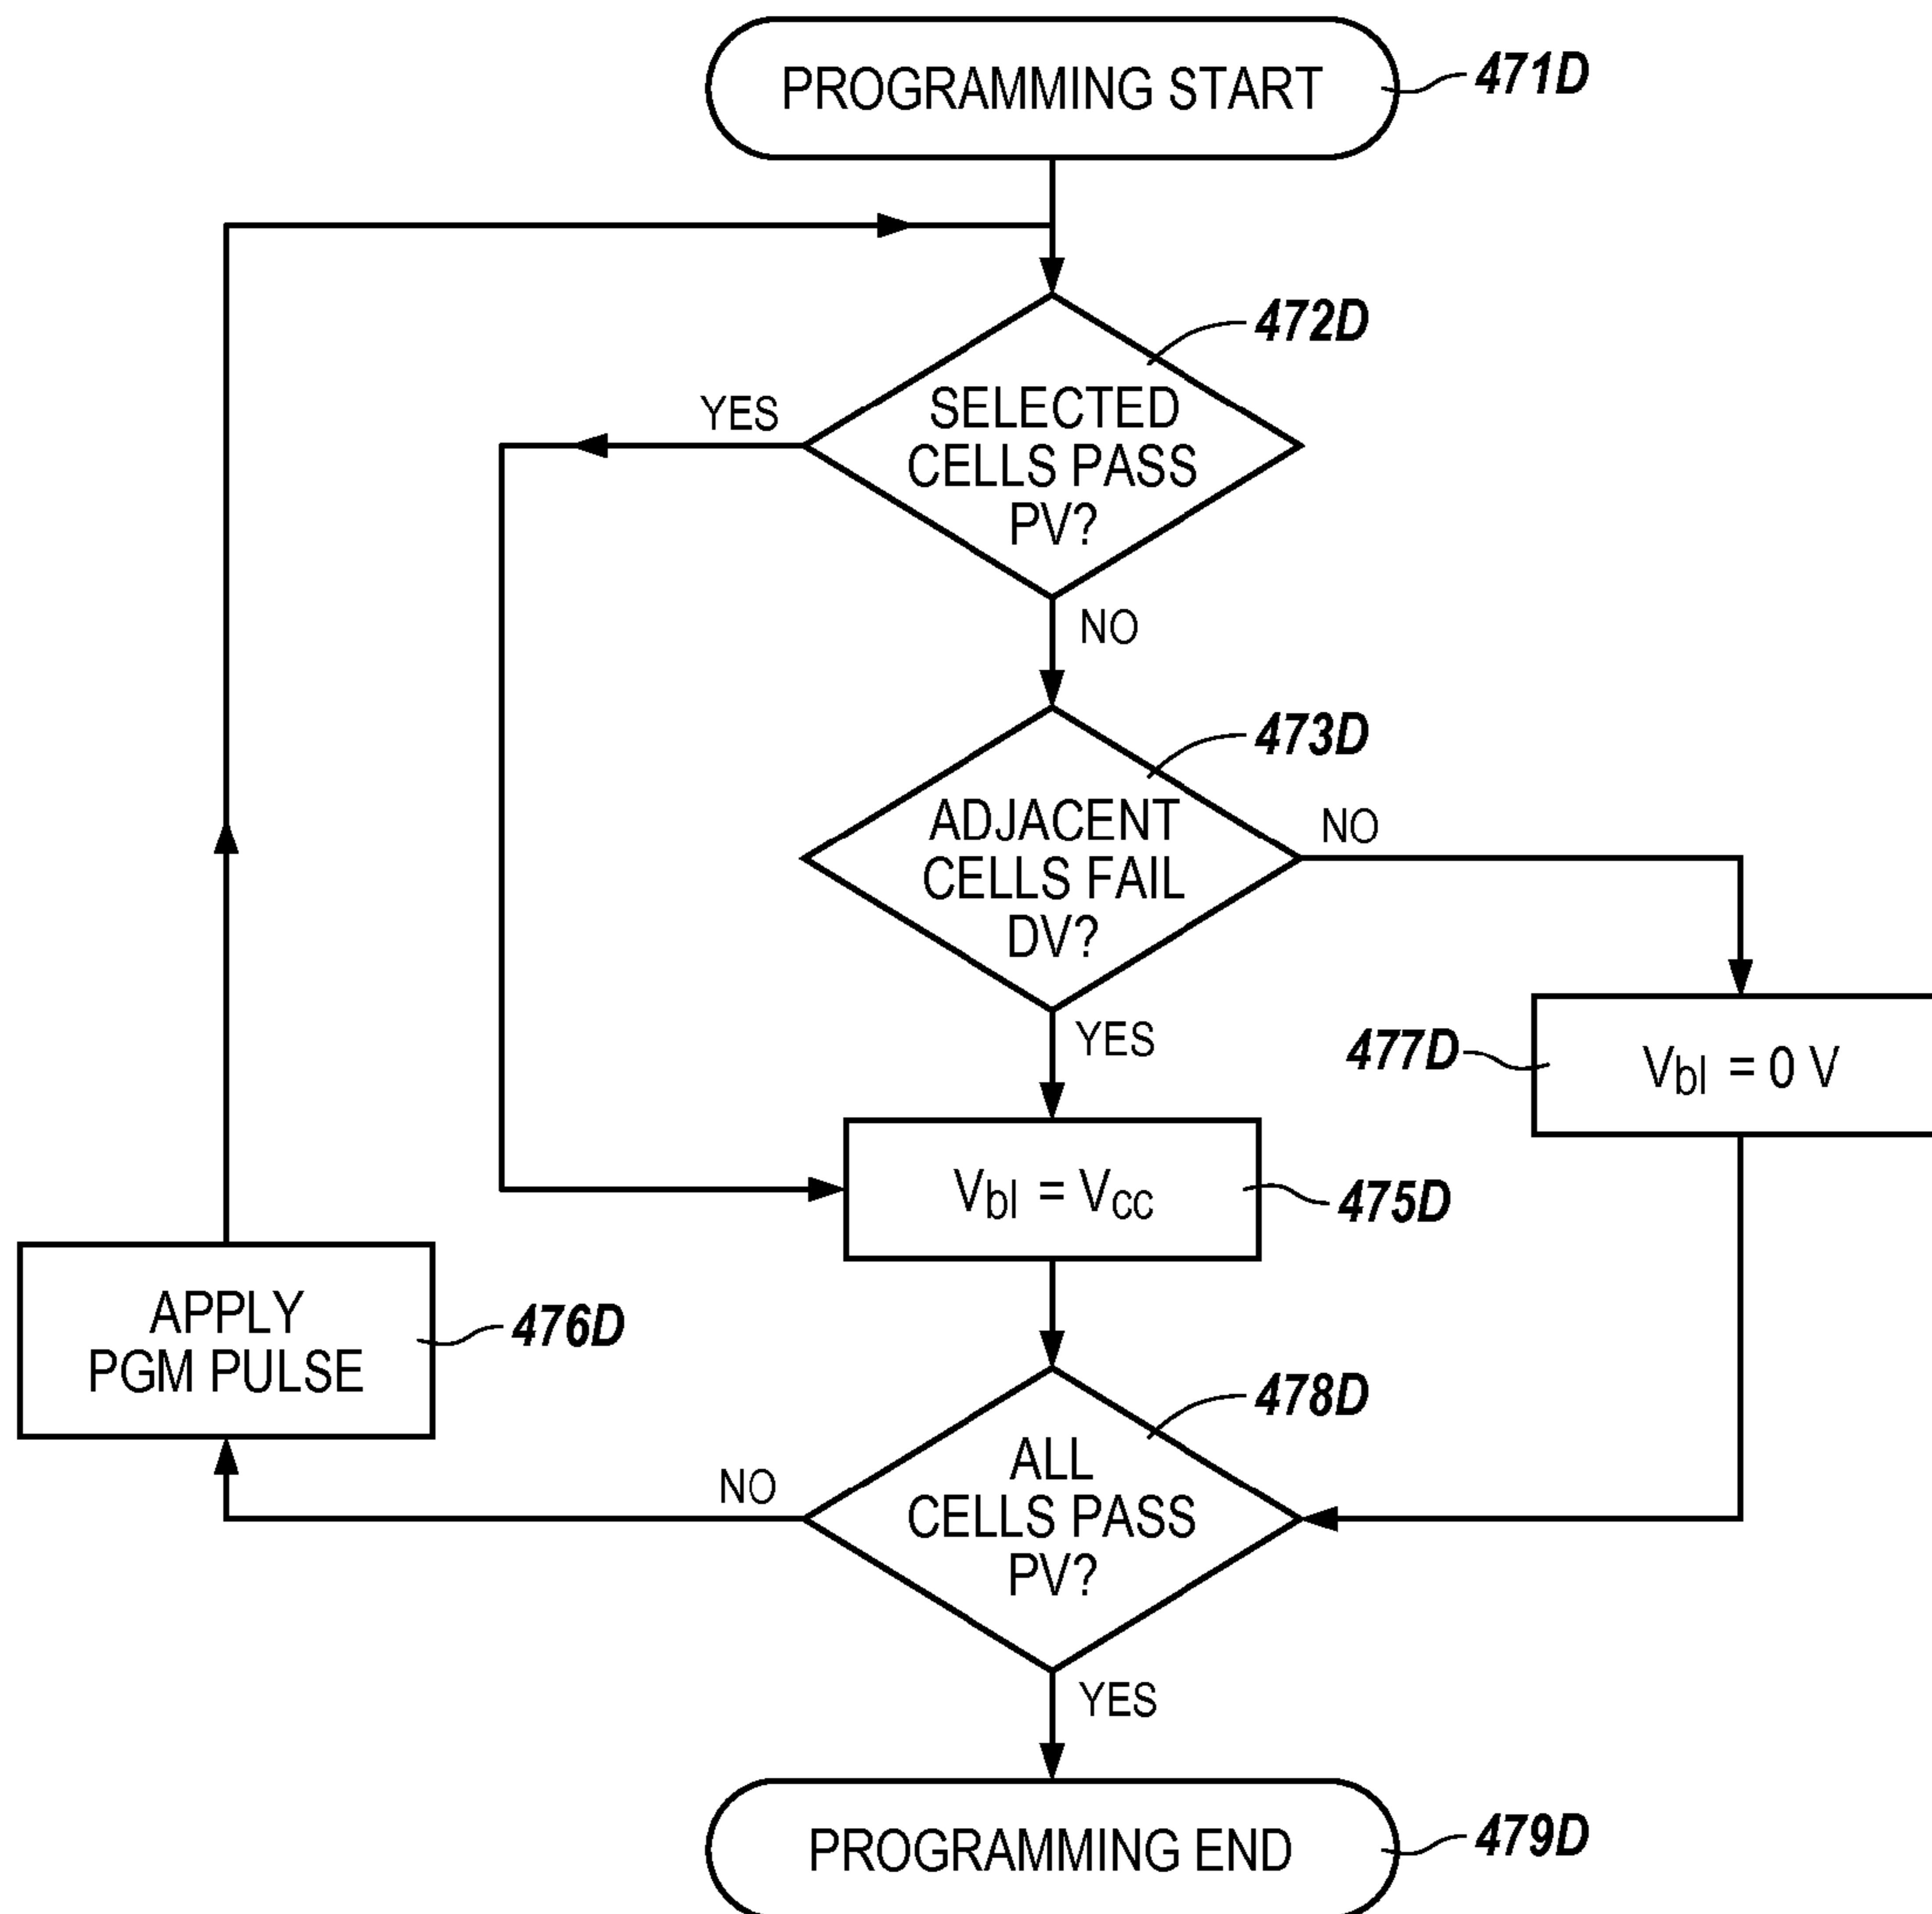 PROGRAMMING START
471D
472D
YES
SELECTED
CELLS PASS
PV?
NO
473D
ADJACENT
CELLS FAIL
DV?
NO
YES
477D
Vbl = 0 V
Vbl = Vcc
475D
APPLY
PGM PULSE
476D
478D
NO
ALL
CELLS PASS
PV?
YES
PROGRAMMING END
479D